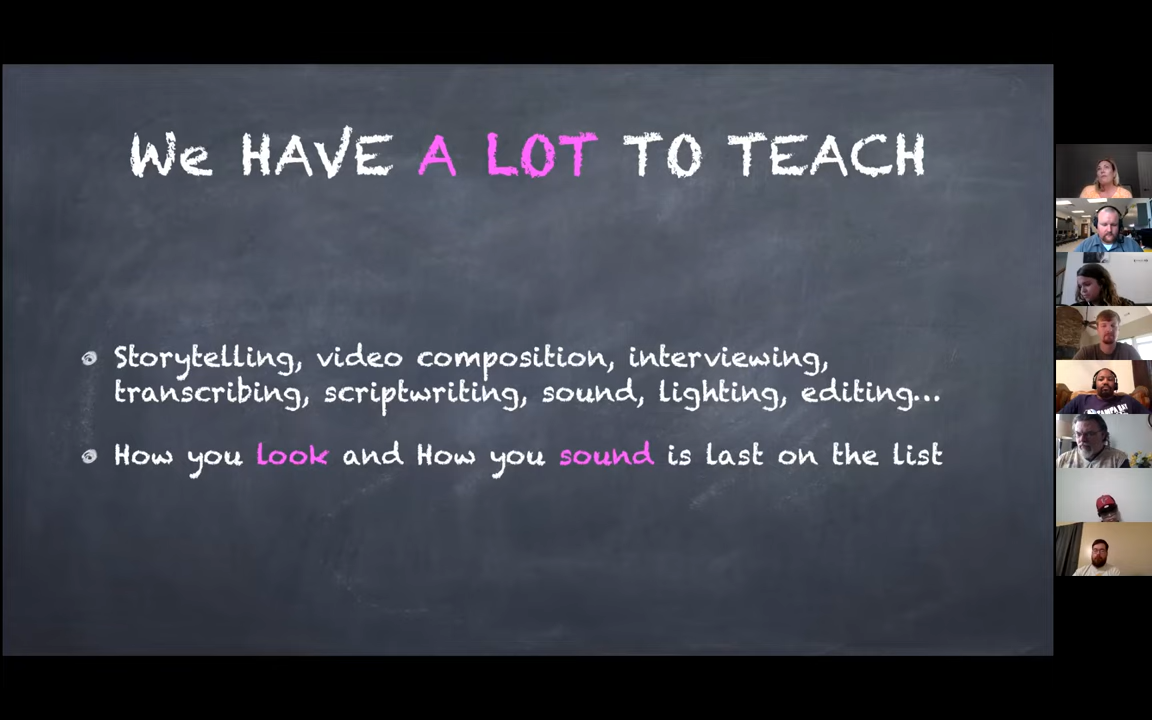 We HAVE A LOT TO TEACH
Storytelling, video composition, interviewing,
transcribing, scriptwriting, sound, lighting, editing...
How you look and How you sound is last on the list